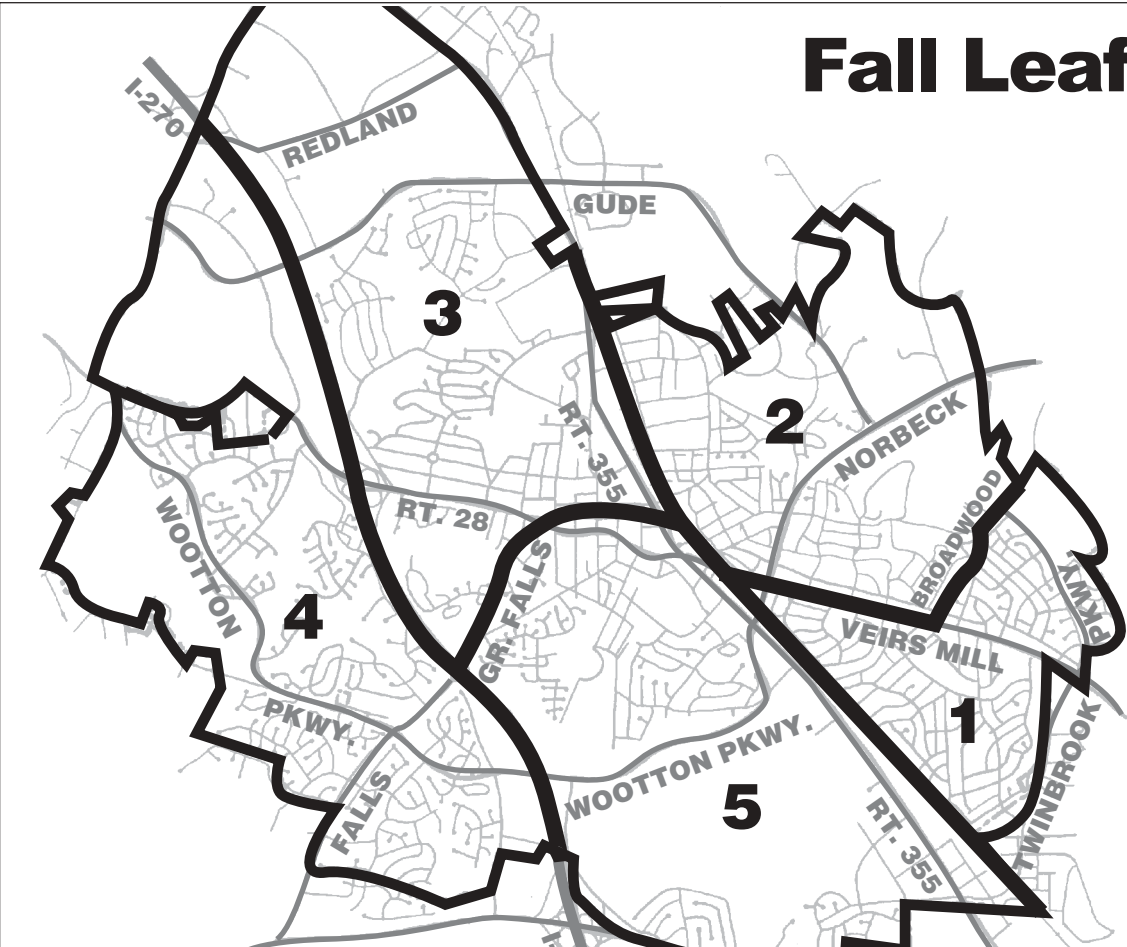 Fall Leaf
I-270
REDLAND
GUDE
3
2
NORBECK
RT. 355
RT. 28
WOOTTON
BROADWOOD
GR. FALLS
PKWY.
4
VEIRS MILL
1
PKWY.
WOOTTON PKWY.
TWINBROOK
5
FALLS
RT. 355